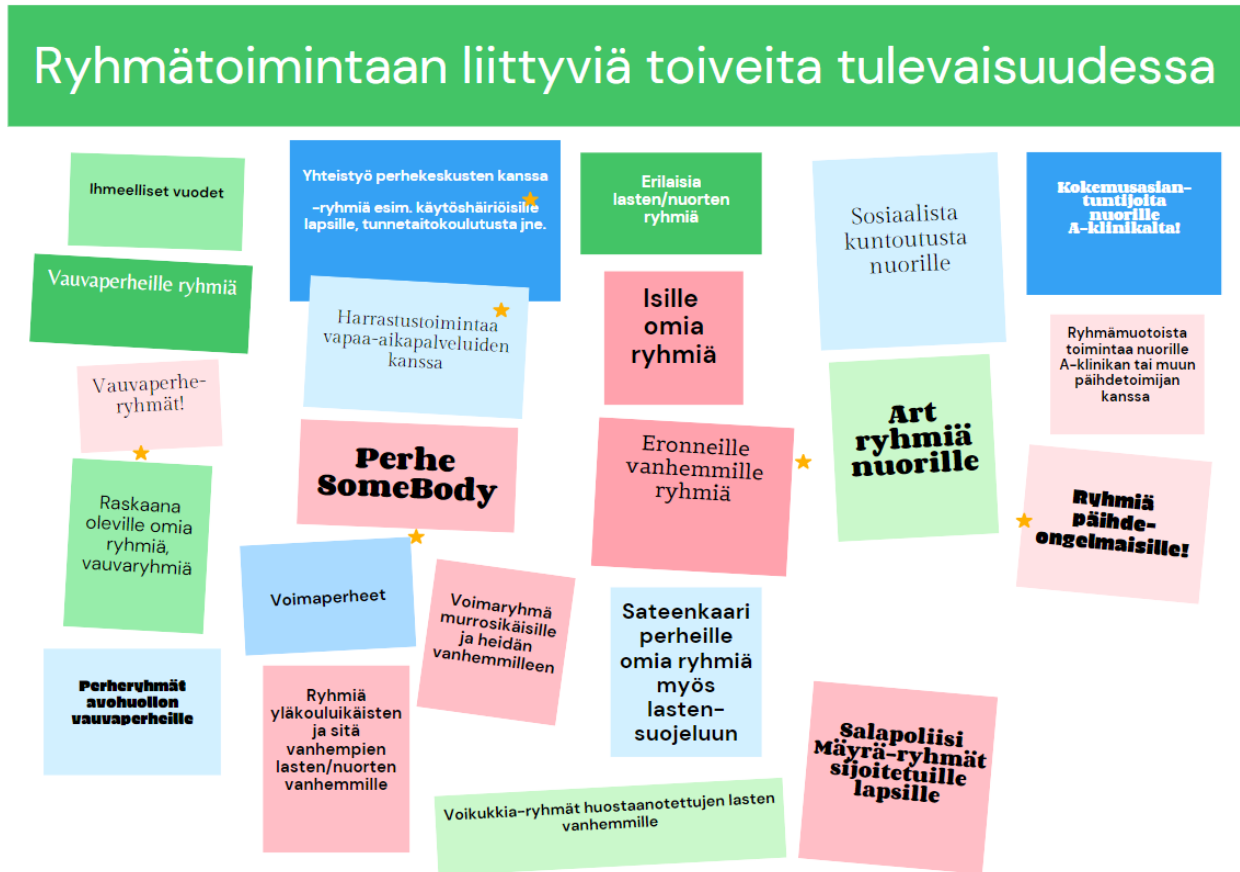 Ryhmätoimintaan liittyviä toiveita tulevaisuudessa
Ihmeelliset vuodet
Vauvaperheille ryhmiä
Vauvaperhe-
ryhmät!
Raskaana
oleville omia
ryhmiä,
vauvaryhmiä
Perheryhmät
avohuollon
vauvaperheille
Yhteistyö perhekeskusten kanssa
-ryhmiä esim. käytöshäiriöisille
lapsille, tunnetaitokoulutusta jne.
Harrastustoimintaa
vapaa-aikapalveluiden
kanssa
Perhe
SomeBody
Voimaperheet
Voimaryhmä
murrosikäisille
ja heidän
vanhemmilleen
Ryhmiä
yläkouluikäisten
ja sitä
vanhempien
lasten/nuorten
vanhemmille
Erilaisia
lasten/nuorten
ryhmiä
Isille
omia
ryhmiä
Eronneille
vanhemmille
ryhmiä
Sateenkaari
perheille
omia ryhmiä
myös
lasten-
suojeluun
Voikukkia-ryhmät huostaanotettujen lasten
vanhemmille
Sosiaalista
kuntoutusta
nuorille
Art
ryhmiä
nuorille
Salapoliisi
Mäyrä-ryhmät
sijoitetuille
lapsille
Kokemusasian-
tuntijoita
nuorille
A-klinikalta!
Ryhmämuotoista
toimintaa nuorille
A-klinikan tai muun
päihdetoimijan
kanssa
Ryhmiä
päihde-
ongelmaisille!